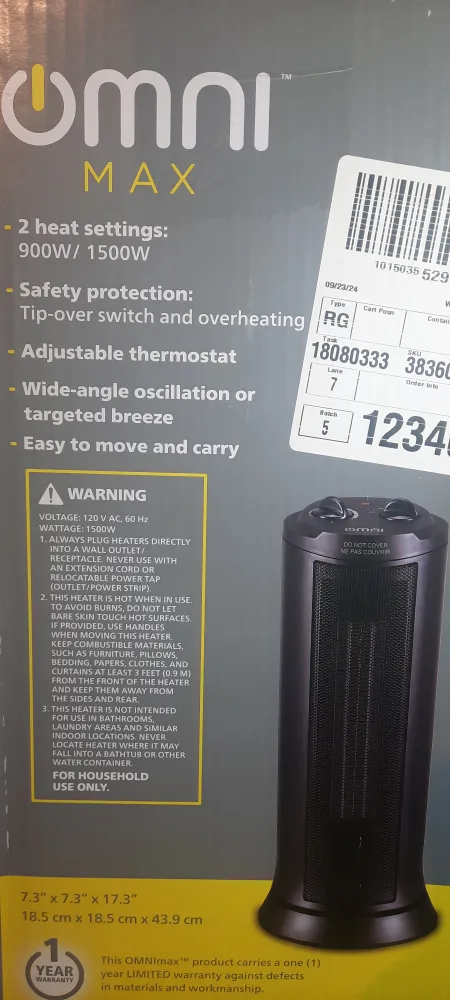 omni™
MAX
- 2 heat settings:
900W/ 1500W
- Safety protection:
Tip-over switch and overheating
- Adjustable thermostat
- Wide-angle oscillation or
targeted breeze
- Easy to move and carry
1015035 529
09/23/24
Type
RG
Cart Posn
Task
18080333
SKU
3836
Lane
7
Order Info
Batch
5
1234
WARNING
VOLTAGE: 120 V AC, 60 Hz
WATTAGE: 1500W
1. ALWAYS PLUG HEATERS DIRECTLY
INTO A WALL OUTLET/
RECEPTACLE. NEVER USE WITH
AN EXTENSION CORD OR
RELOCATABLE POWER TAP
(OUTLET/POWER STRIP).
2. THIS HEATER IS HOT WHEN IN USE.
TO AVOID BURNS, DO NOT LET
BARE SKIN TOUCH HOT SURFACES.
IF PROVIDED, USE HANDLES
WHEN MOVING THIS HEATER.
KEEP COMBUSTIBLE MATERIALS,
SUCH AS FURNITURE, PILLOWS,
BEDDING, PAPERS, CLOTHES, AND
CURTAINS AT LEAST 3 FEET (0.9 M)
FROM THE FRONT OF THE HEATER
AND KEEP THEM AWAY FROM
THE SIDES AND REAR.
3. THIS HEATER IS NOT INTENDED
FOR USE IN BATHROOMS,
LAUNDRY AREAS AND SIMILAR
INDOOR LOCATIONS. NEVER
LOCATE HEATER WHERE IT MAY
FALL INTO A BATHTUB OR OTHER
WATER CONTAINER.
FOR HOUSEHOLD
USE ONLY.
omni
DO NOT COVER
NE PAS COUVRIR
7.3" x 7.3" x 17.3"
18.5 cm x 18.5 cm x 43.9 cm
1
YEAR
WARRANTY
This OMNImax™ product carries a one (1)
year LIMITED warranty against defects
in materials and workmanship.